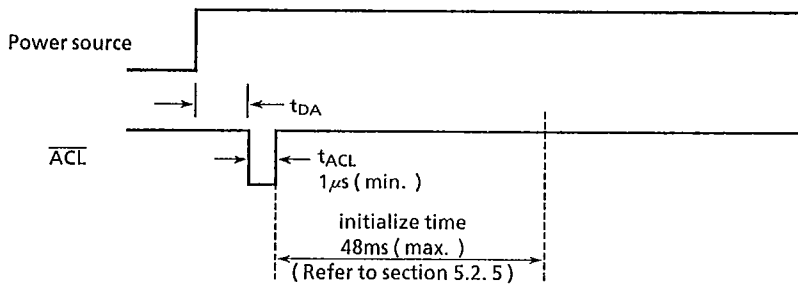 Power source
tDA
ACL
tACL
1μs ( min. )
initialize time
48ms ( max. )
( Refer to section 5.2.5 )